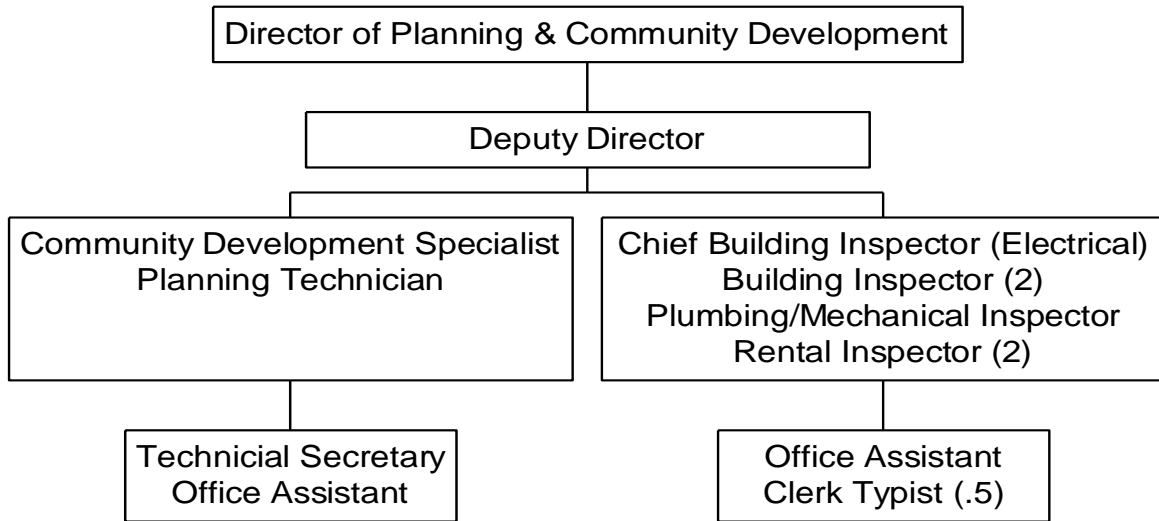 Director of Planning & Community Development
Deputy Director
Community Development Specialist
Planning Technician
Chief Building Inspector (Electrical)
Building Inspector (2)
Plumbing/Mechanical Inspector
Rental Inspector (2)
Technicial Secretary
Office Assistant
Office Assistant
Clerk Typist (.5)